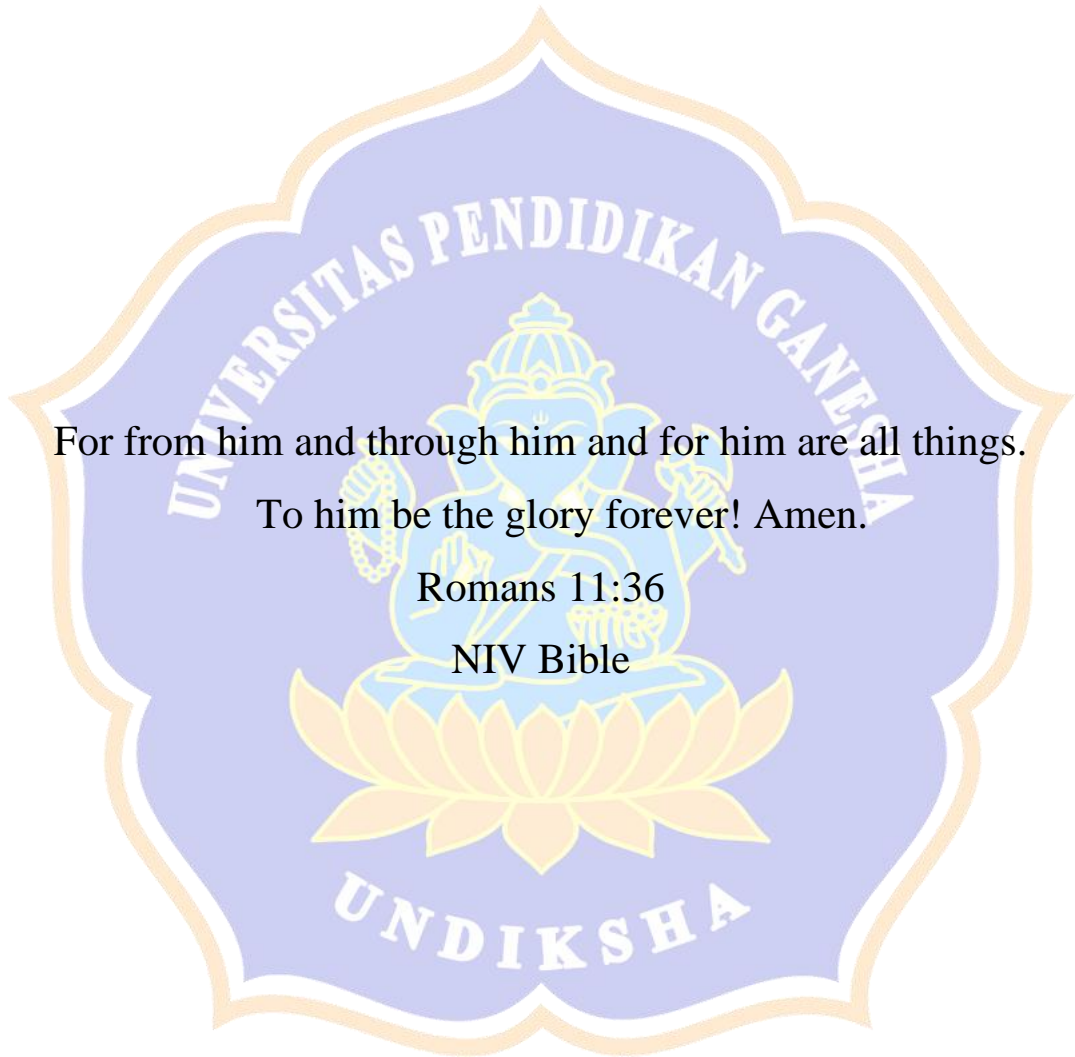 UNIVERSITAS PENDIDIKAN GANESHA
For from him and through him and for him are all things.
To him be the glory forever! Amen.
Romans 11:36
NIV Bible
UNDIKSHA